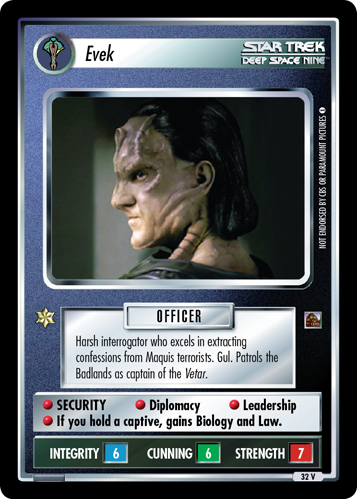 Evek
STAR TREK
DEEP SPACE NINE
NOT ENDORSED BY CBS OR PARAMOUNT PICTURES
OFFICER
Harsh interrogator who excels in extracting
confessions from Maquis terrorists. Gul. Patrols the
Badlands as captain of the Vetar.
SECURITY Diplomacy Leadership
If you hold a captive, gains Biology and Law.
INTEGRITY 6 CUNNING 6 STRENGTH 7
32 V